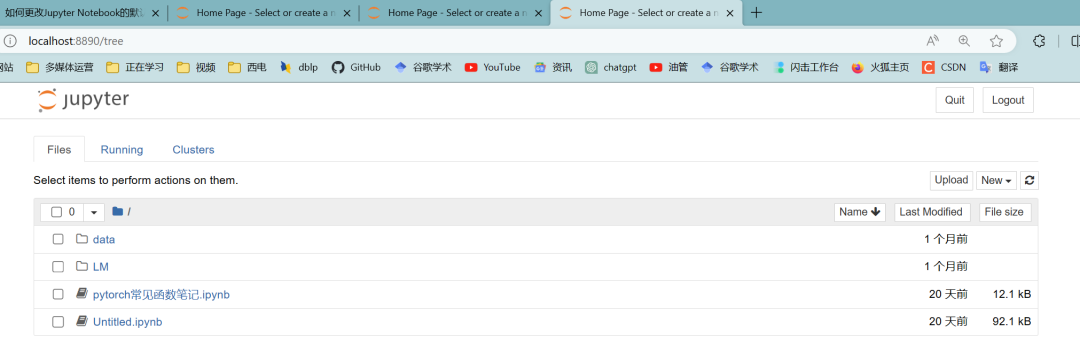 如何更改Jupyter Notebook的默认 Home Page - Select or create a n Home Page - Select or create a n Home Page - Select or create a n
localhost:8890/tree
网站 多媒体运营 正在学习 视频 西电 dblp GitHub 谷歌学术 YouTube 资讯 chatgpt 油管 谷歌学术 闪击工作台 火狐主页 CSDN 翻译
jupyter Quit Logout
Files Running Clusters
Select items to perform actions on them. Upload New
0 / Name Last Modified File size
data 1 个月前
LM 1 个月前
pytorch常见函数笔记.ipynb 20 天前 12.1 kB
Untitled.ipynb 20 天前 92.1 kB